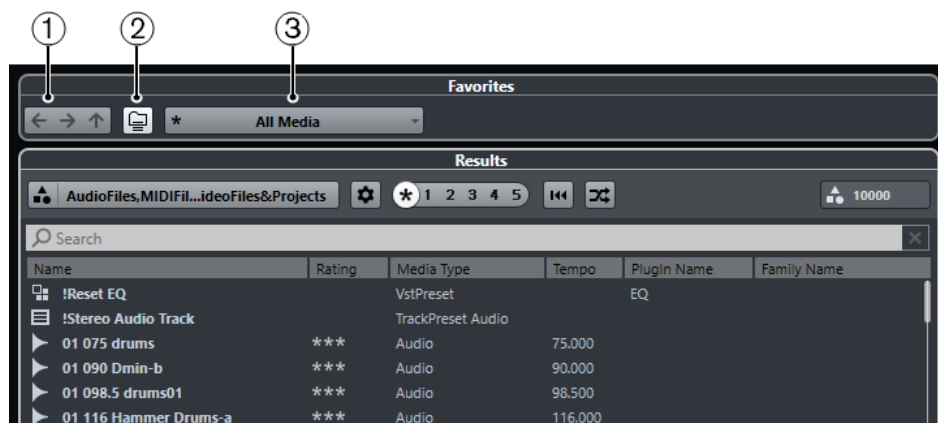 1 2 3
Favorites
* All Media
Results
AudioFiles,MIDIFil...ideoFiles&Projects * 1 2 3 4 5 10000
Search
Name Rating Media Type Tempo PlugIn Name Family Name
!Reset EQ VstPreset EQ
!Stereo Audio Track TrackPreset Audio
01 075 drums *** Audio 75.000
01 090 Dmin-b *** Audio 90.000
01 098.5 drums01 *** Audio 98.500
01 116 Hammer Drums-a *** Audio 116.000